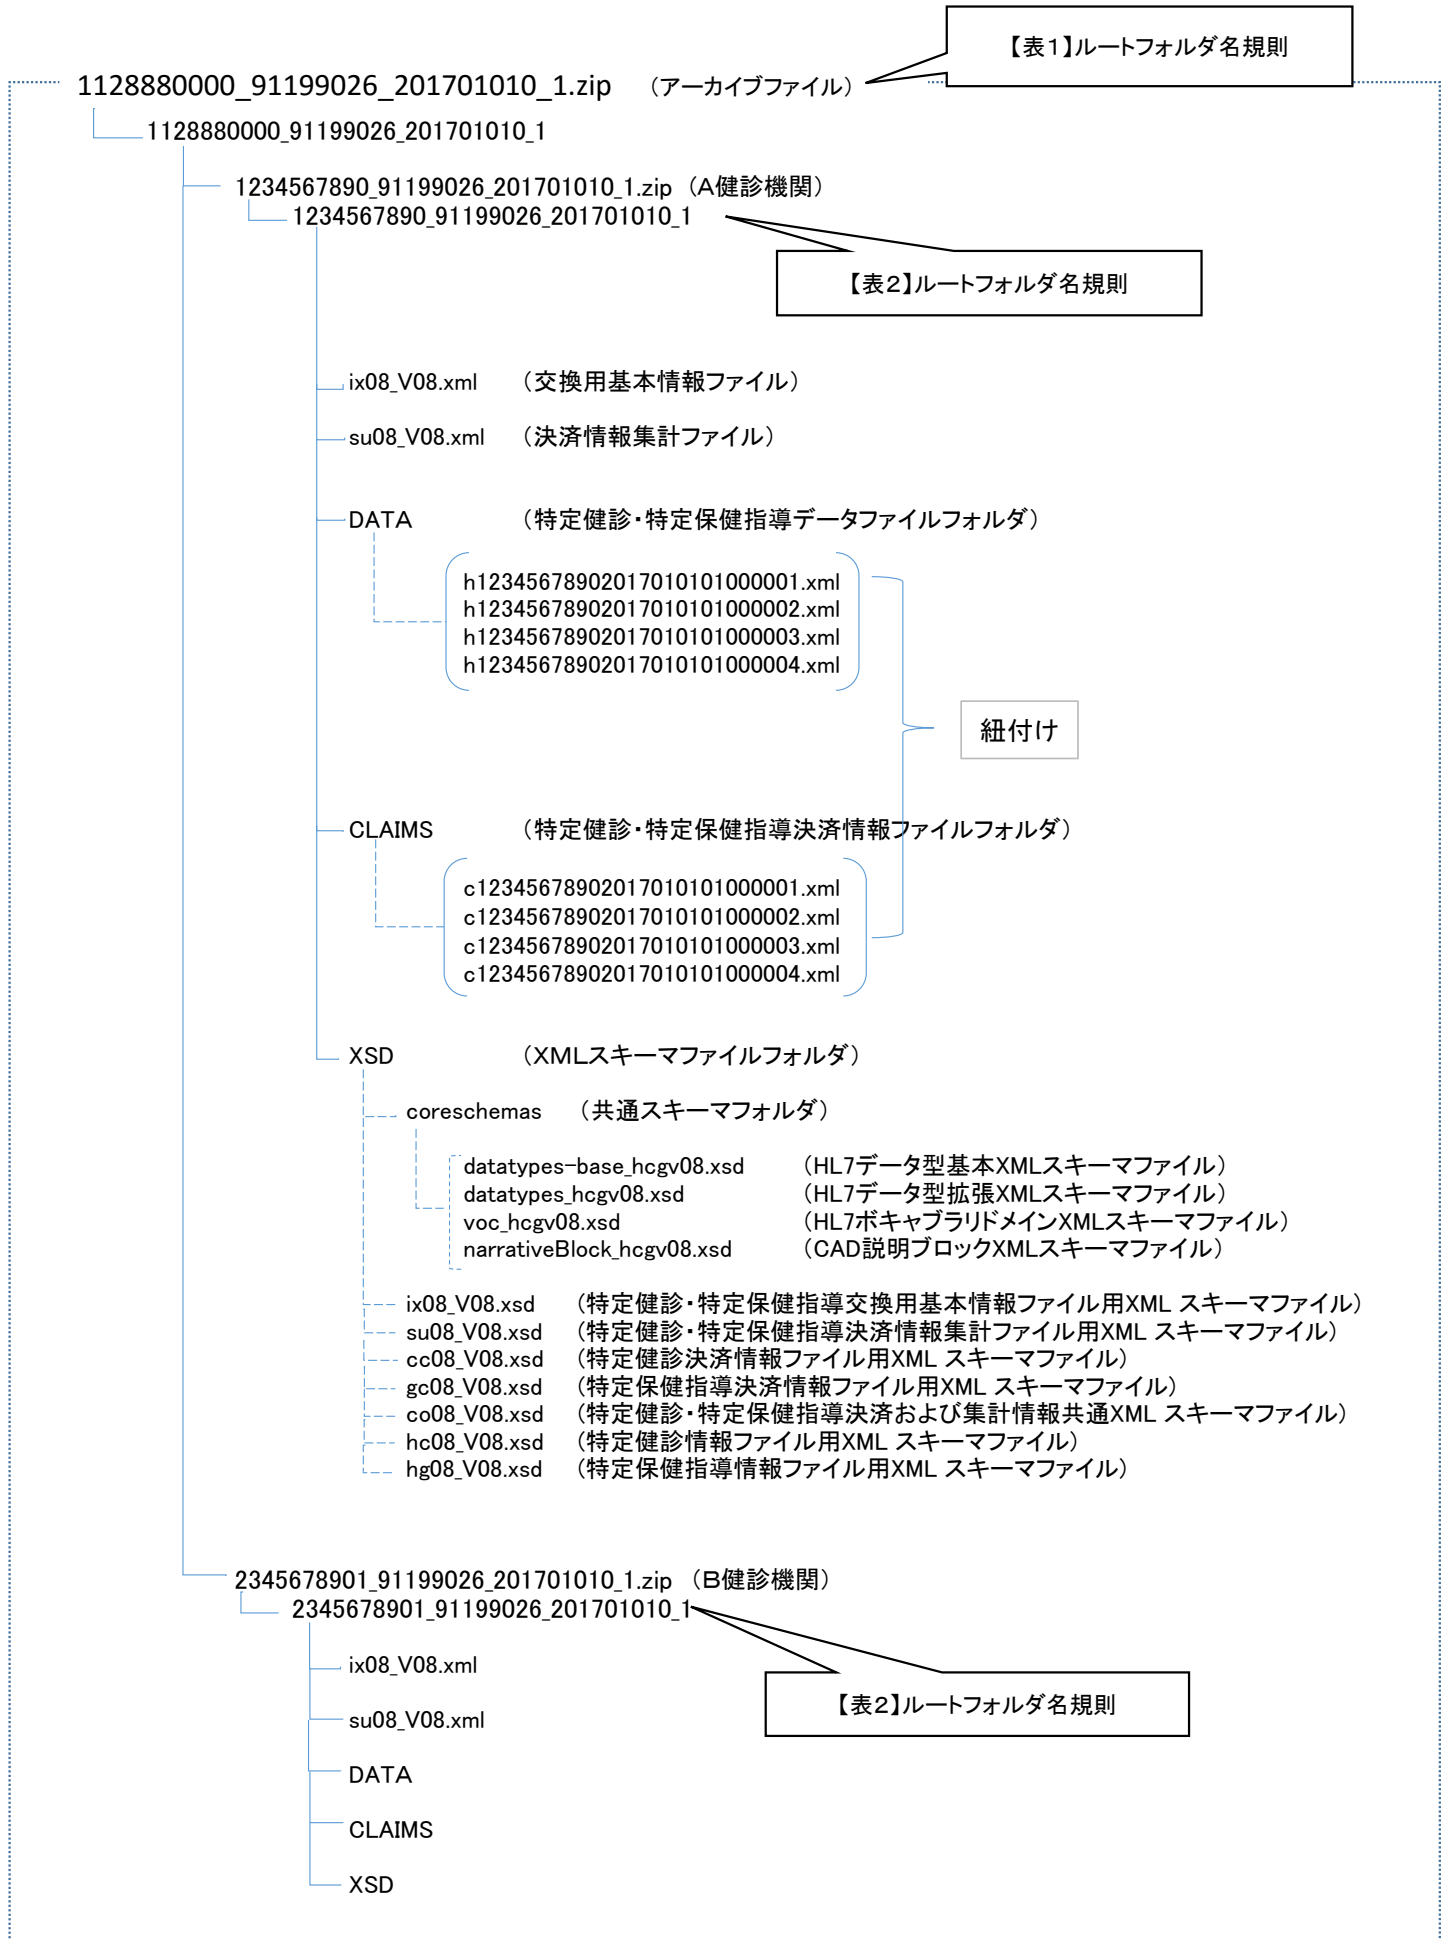 【表1】ルートフォルダ名規則
1128880000_91199026_201701010_1.zip （アーカイブファイル）
1128880000_91199026_201701010_1
1234567890_91199026_201701010_1.zip （A健診機関）
1234567890_91199026_201701010_1
【表2】ルートフォルダ名規則
ix08_V08.xml （交換用基本情報ファイル）
su08_V08.xml （決済情報集計ファイル）
DATA （特定健診・特定保健指導データファイルフォルダ）
h12345678902017010101000001.xml
h12345678902017010101000002.xml
h12345678902017010101000003.xml
h12345678902017010101000004.xml
紐付け
CLAIMS （特定健診・特定保健指導決済情報ファイルフォルダ）
c12345678902017010101000001.xml
c12345678902017010101000002.xml
c12345678902017010101000003.xml
c12345678902017010101000004.xml
XSD （XMLスキーマファイルフォルダ）
coreschemas （共通スキーマフォルダ）
datatypes-base_hcgv08.xsd （HL7データ型基本XMLスキーマファイル）
datatypes_hcgv08.xsd （HL7データ型拡張XMLスキーマファイル）
voc_hcgv08.xsd （HL7ボキャブラリドメインXMLスキーマファイル）
narrativeBlock_hcgv08.xsd （CAD説明ブロックXMLスキーマファイル）
ix08_V08.xsd （特定健診・特定保健指導交換用基本情報ファイル用XML スキーマファイル）
su08_V08.xsd （特定健診・特定保健指導決済情報集計ファイル用XML スキーマファイル）
cc08_V08.xsd （特定健診決済情報ファイル用XML スキーマファイル）
gc08_V08.xsd （特定保健指導決済情報ファイル用XML スキーマファイル）
co08_V08.xsd （特定健診・特定保健指導決済および集計情報共通XML スキーマファイル）
hc08_V08.xsd （特定健診情報ファイル用XML スキーマファイル）
hg08_V08.xsd （特定保健指導情報ファイル用XML スキーマファイル）
2345678901_91199026_201701010_1.zip （B健診機関）
2345678901_91199026_201701010_1
ix08_V08.xml
【表2】ルートフォルダ名規則
su08_V08.xml
DATA
CLAIMS
XSD